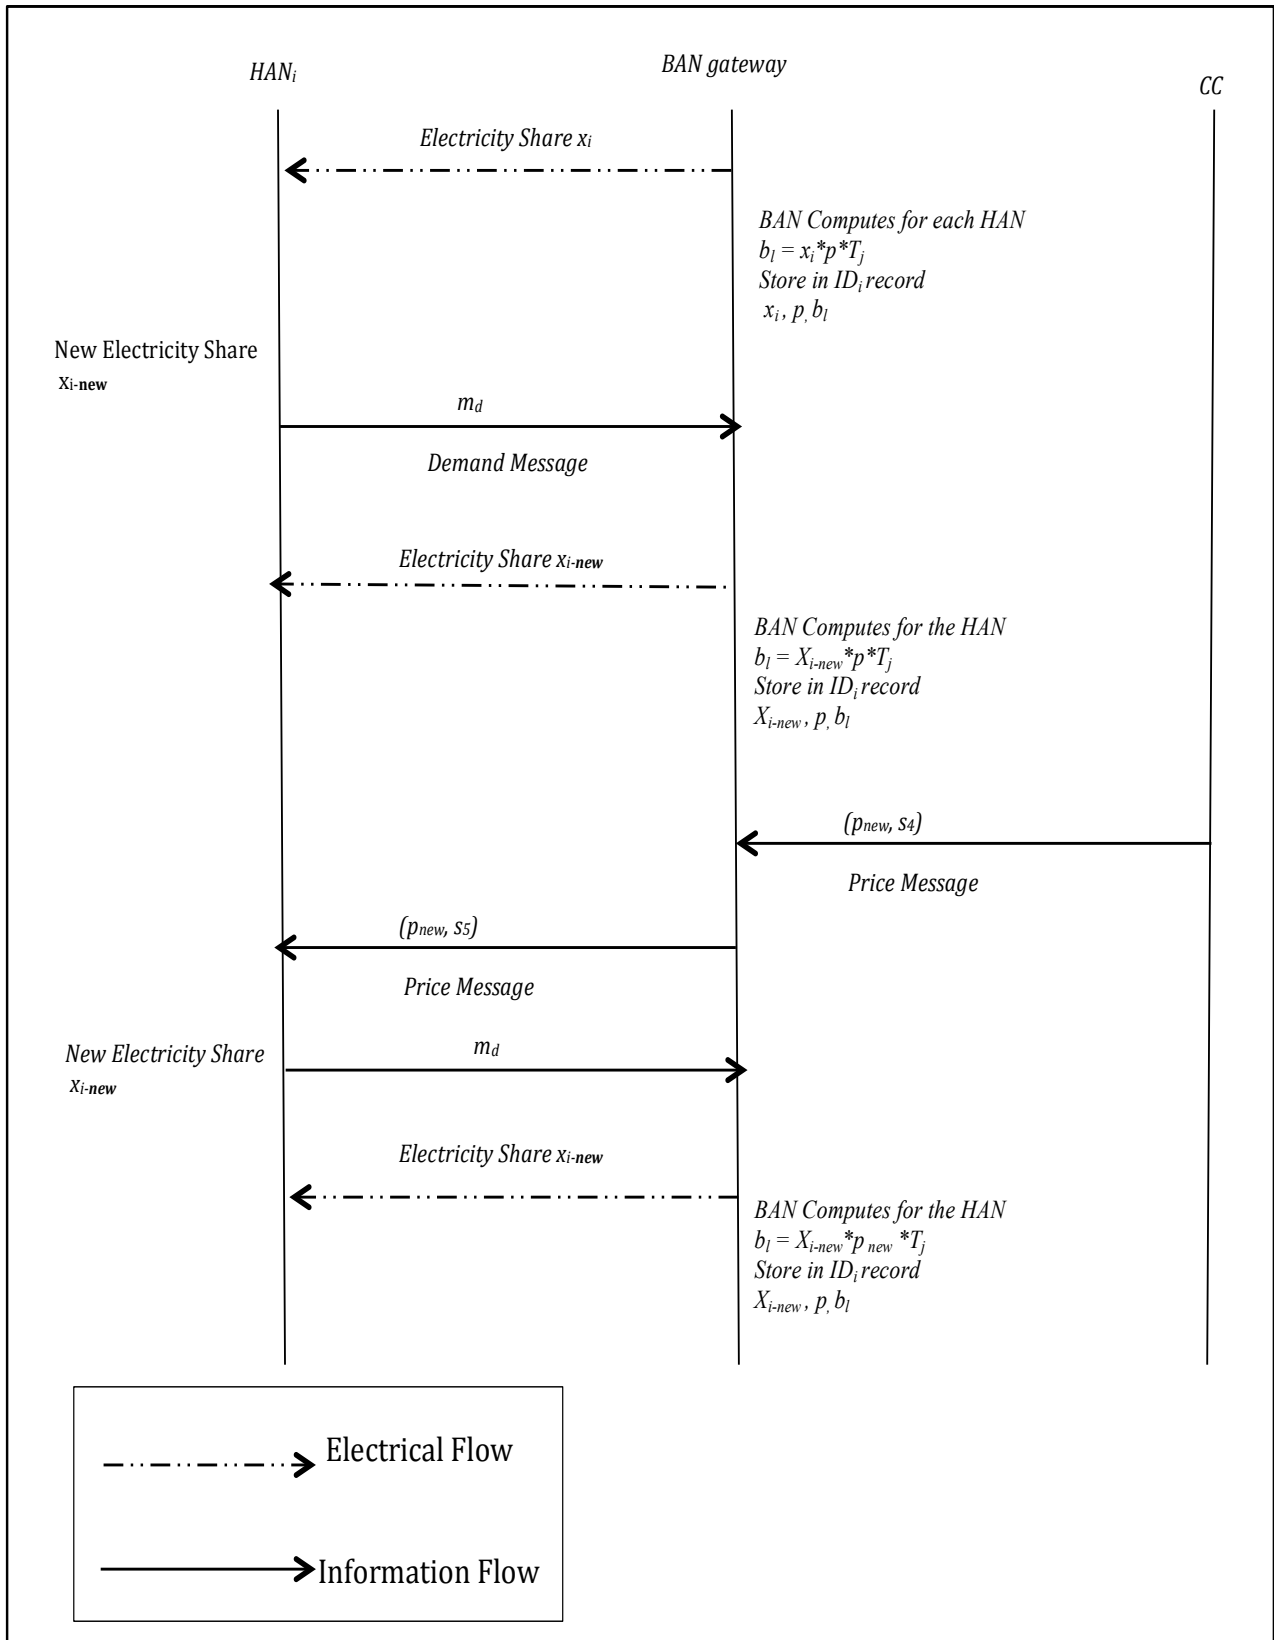 HANi
BAN gateway
CC
Electricity Share xi
BAN Computes for each HAN
bl = xi*p*Tj
Store in IDi record
xi, p, bl
New Electricity Share
xi-new
md
Demand Message
Electricity Share xi-new
BAN Computes for the HAN
bl = Xi-new*p*Tj
Store in IDi record
Xi-new, p, bl
(pnew, s4)
Price Message
(pnew, s5)
Price Message
New Electricity Share
xi-new
md
Electricity Share xi-new
BAN Computes for the HAN
bl = Xi-new*p new *Tj
Store in IDi record
Xi-new, p, bl
Electrical Flow
Information Flow